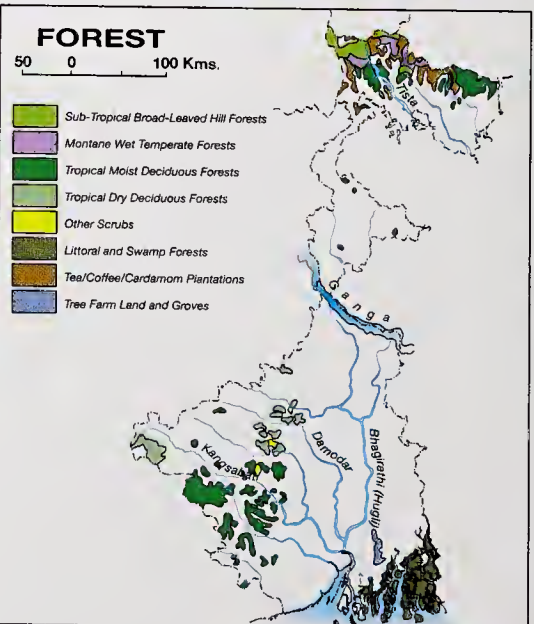 FOREST
50 0 100 Kms.
Sub-Tropical Broad-Leaved Hill Forests
Montane Wet Temperate Forests
Tropical Moist Deciduous Forests
Tropical Dry Deciduous Forests
Other Scrubs
Littoral and Swamp Forests
Tea/Coffee/Cardamom Plantations
Tree Farm Land and Groves
Tista
Ganga
Damodar
Kangsabati
Bhagirathi (Hugli)